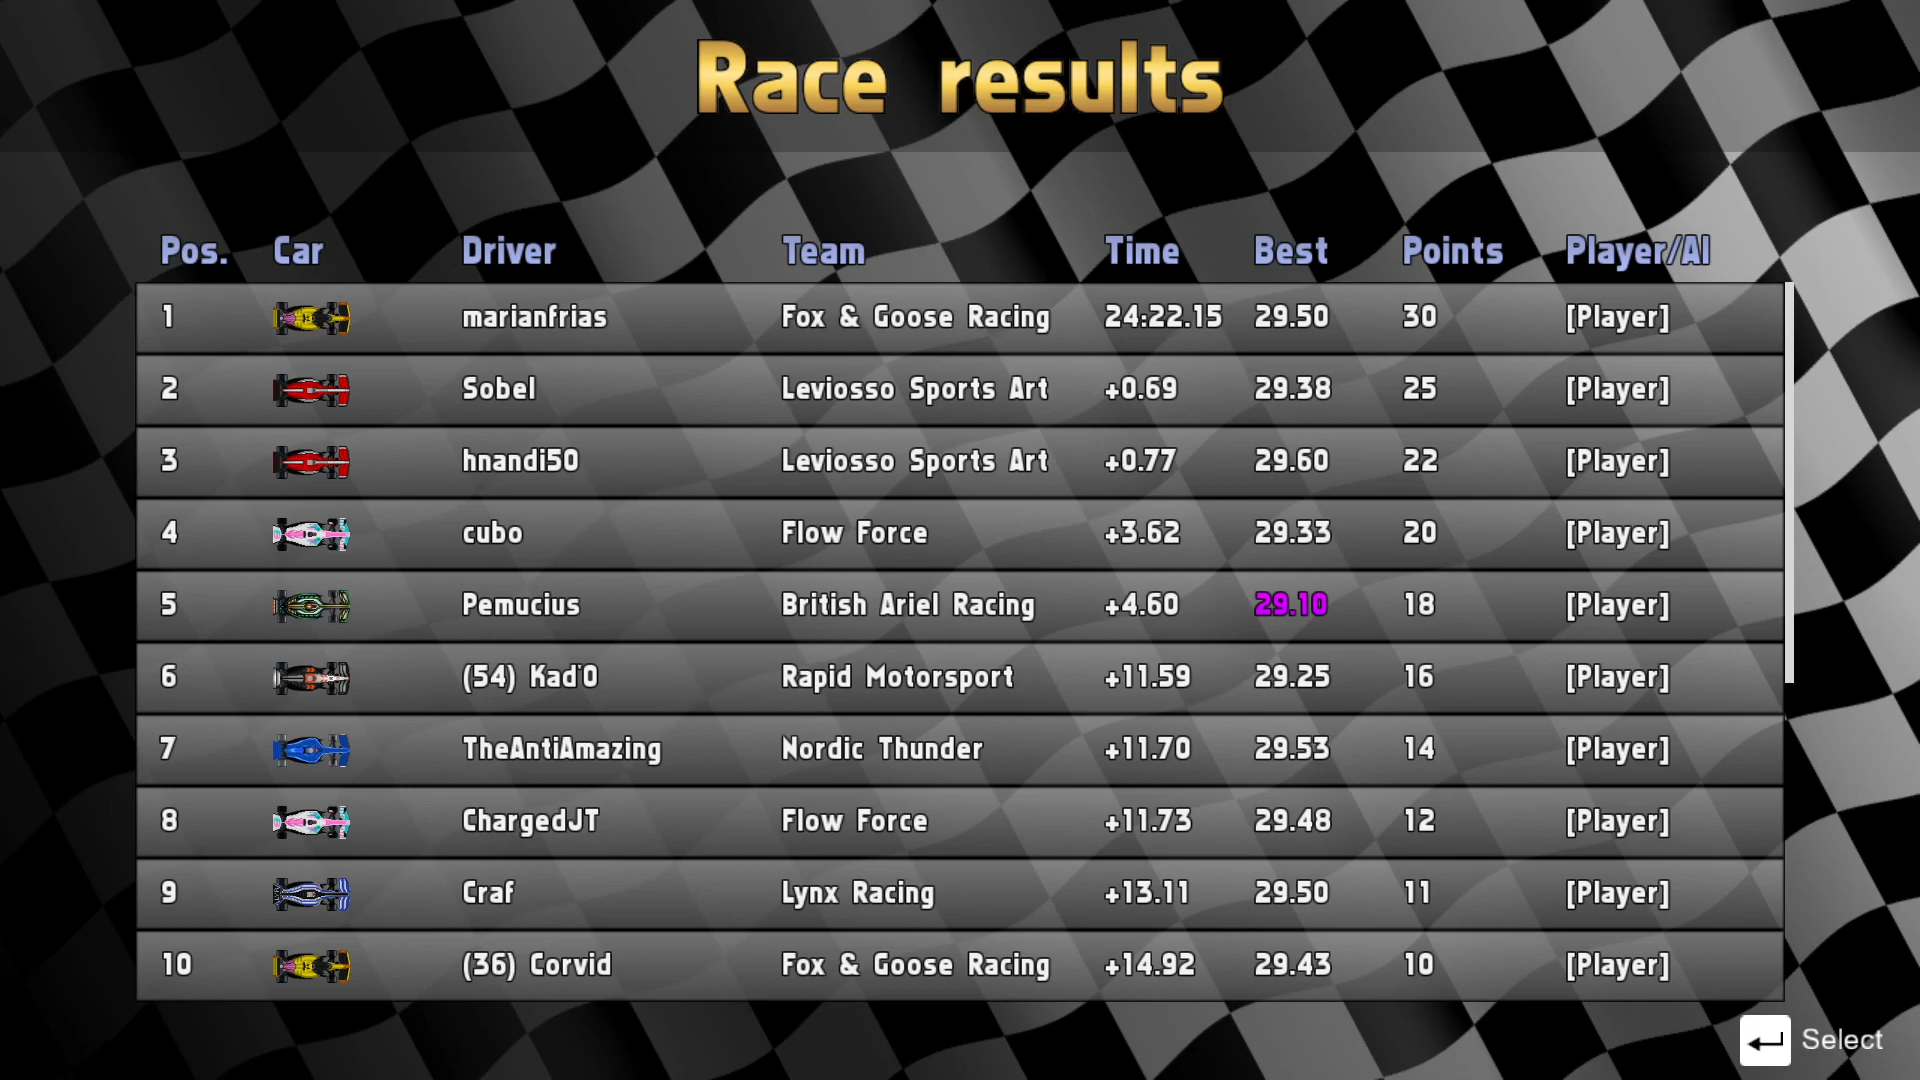 Race results
Pos. Car Driver Team Time Best Points Player/AI
1 marianfrias Fox & Goose Racing 24:22.15 29.50 30 [Player]
2 Sobel Leviosso Sports Art +0.69 29.38 25 [Player]
3 hnandi50 Leviosso Sports Art +0.77 29.60 22 [Player]
4 cubo Flow Force +3.62 29.33 20 [Player]
5 Pemucius British Ariel Racing +4.60 29.10 18 [Player]
6 (54) Kad'O Rapid Motorsport +11.59 29.25 16 [Player]
7 TheAntiAmazing Nordic Thunder +11.70 29.53 14 [Player]
8 ChargedJT Flow Force +11.73 29.48 12 [Player]
9 Craf Lynx Racing +13.11 29.50 11 [Player]
10 (36) Corvid Fox & Goose Racing +14.92 29.43 10 [Player]
Select